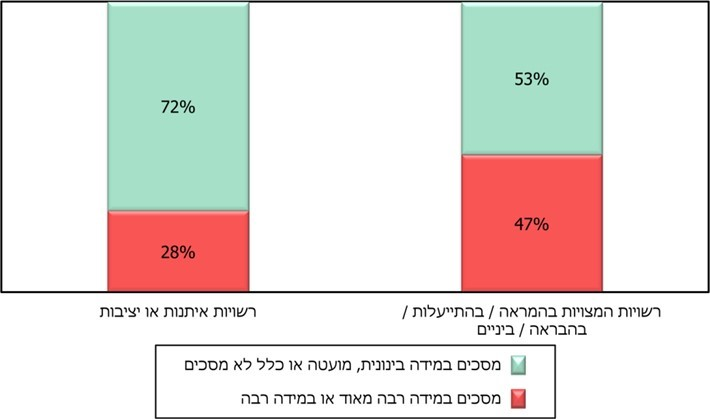 72%
53%
28%
47%
רשויות איתנות או יציבות
רשויות המצויות בהמראה / בהתייעלות /
בהבראה / ביניים
מסכים במידה בינונית, מועטה או כלל לא מסכים
מסכים במידה רבה מאוד או במידה רבה